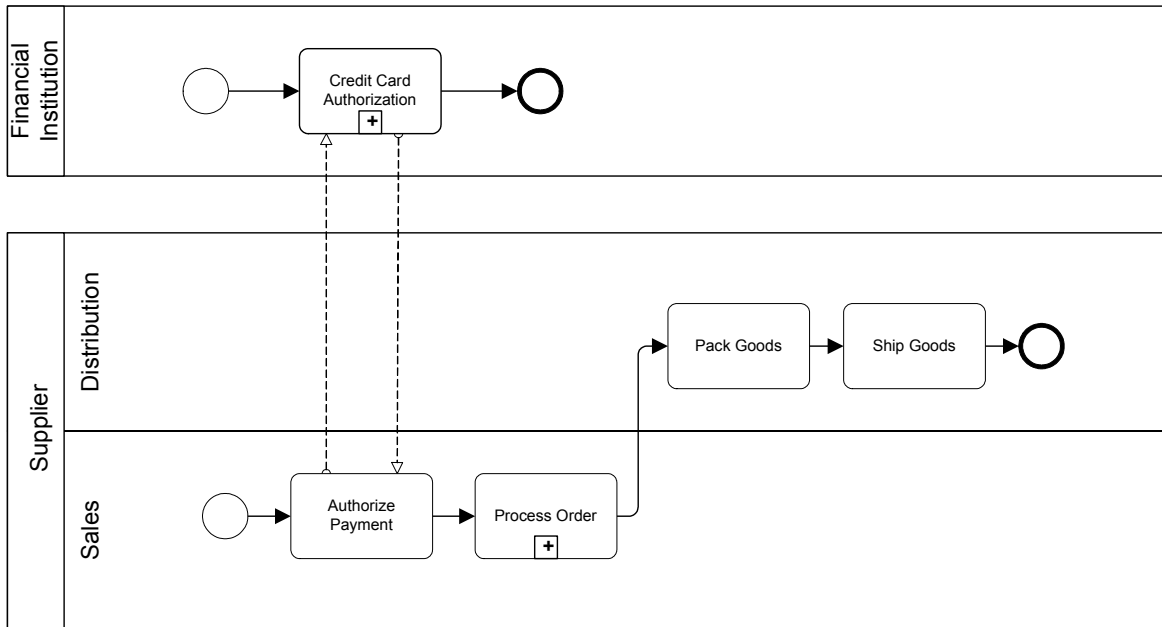 Financial
Institution
Credit Card
Authorization
Supplier
Distribution
Pack Goods
Ship Goods
Sales
Authorize
Payment
Process Order